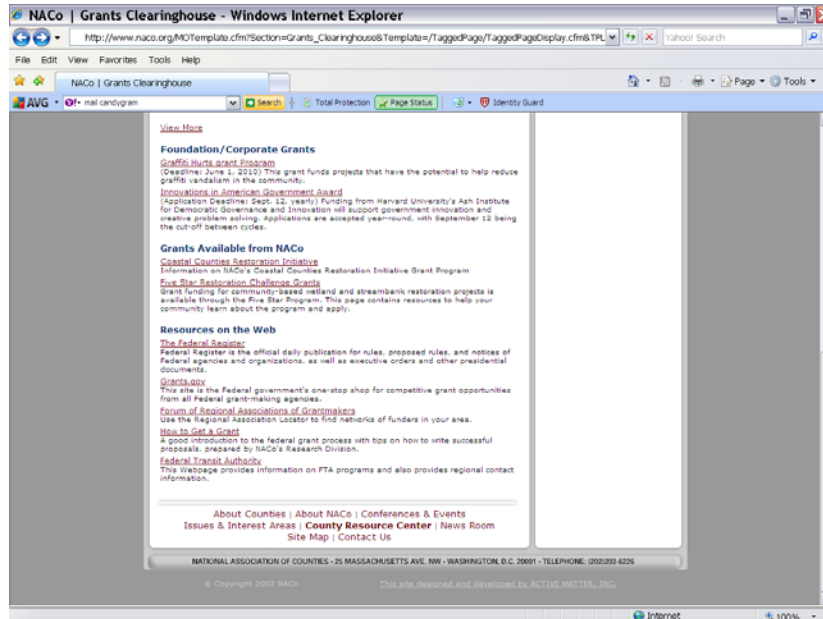 NACo | Grants Clearinghouse - Windows Internet Explorer
http://www.naco.org/MOTemplate.cfm?Section=Grants_Clearinghouse&Template=/TaggedPage/TaggedPageDisplay.cfm&TPL
Yahoo! Search
File Edit View Favorites Tools Help
NACo | Grants Clearinghouse
Page Tools
AVG mail candygram Search Total Protection Page Status Identity Guard
View More
Foundation/Corporate Grants
Graffiti Hurts grant Program
(Deadline: June 1, 2010) This grant funds projects that have the potential to help reduce
graffiti vandalism in the community.
Innovations in American Government Award
(Application Deadline: Sept. 12, yearly) Funding from Harvard University's Ash Institute
for Democratic Governance and Innovation will support government innovation and
creative problem solving. Applications are accepted year-round, with September 12 being
the cut-off between cycles.
Grants Available from NACo
Coastal Counties Restoration Initiative
Information on NACo's Coastal Counties Restoration Initiative Grant Program
Five Star Restoration Challenge Grants
Grant funding for community-based wetland and streambank restoration projects is
available through the Five Star Program. This page contains resources to help your
community learn about the program and apply.
Resources on the Web
The Federal Register
Federal Register is the official daily publication for rules, proposed rules, and notices of
Federal agencies and organizations, as well as executive orders and other presidential
documents.
Grants.gov
This site is the Federal government's one-stop shop for competitive grant opportunities
from all Federal grant-making agencies.
Forum of Regional Associations of Grantmakers
Use the Regional Association Locator to find networks of funders in your area.
How to Get a Grant
A good introduction to the federal grant process with tips on how to write successful
proposals, prepared by NACo's Research Division.
Federal Transit Authority
This Webpage provides information on FTA programs and also provides regional contact
information.
About Counties | About NACo | Conferences & Events
Issues & Interest Areas | County Resource Center | News Room
Site Map | Contact Us
NATIONAL ASSOCIATION OF COUNTIES - 25 MASSACHUSETTS AVE. NW - WASHINGTON, D.C. 20001 - TELEPHONE: (202)393-6226
© Copyright 2002 NACo This site designed and developed by ACTIVE MATTER, INC.
Internet 100%